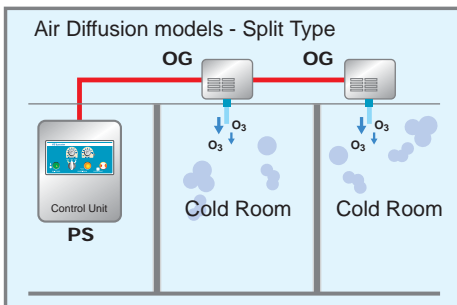 Air Diffusion models - Split Type
OG OG
O3 O3
O3 O3
Control Unit
Cold Room Cold Room
PS